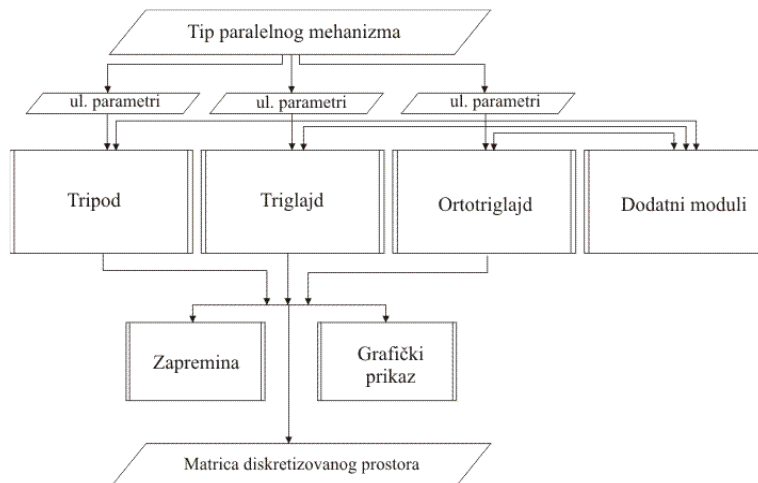 Tip paralelnog mehanizma
ul. parametri
ul. parametri
ul. parametri
Tripod
Triglajd
Ortotriglajd
Dodatni moduli
Zapremina
Grafički
prikaz
Matrica diskretizovanog prostora